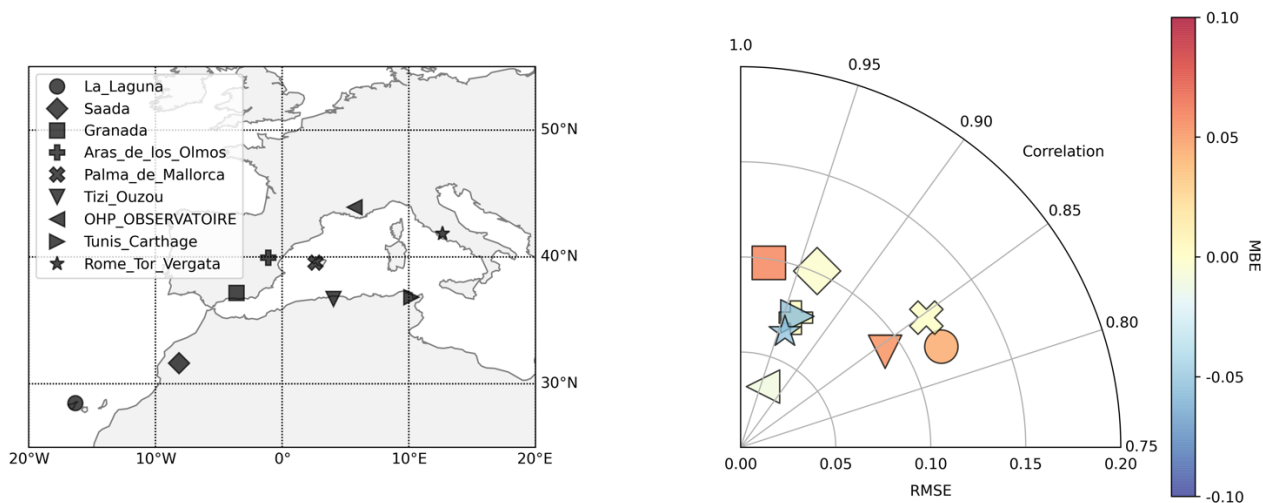 La_Laguna
Saada
Granada
Aras_de_los_Olmos
Palma_de_Mallorca
Tizi_Ouzou
OHP_OBSERVATOIRE
Tunis_Carthage
Rome_Tor_Vergata
50°N
40°N
30°N
20°W
10°W
0°
10°E
20°E
1.0
0.95
0.90
Correlation
0.85
0.80
0.75
0.00
0.05
0.10
0.15
0.20
RMSE
0.10
0.05
0.00
-0.05
-0.10
MBE